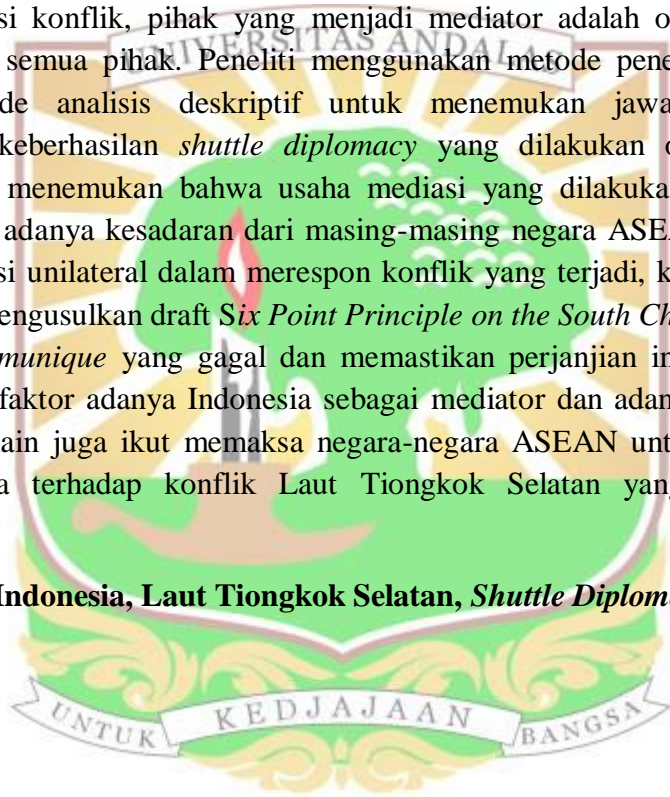 si konflik, pihak yang menjadi mediator adalah o
UNIVERSITAS ANDALAS
semua pihak. Peneliti menggunakan metode pene
de analisis deskriptif untuk menemukan jawa
keberhasilan shuttle diplomacy yang dilakukan o
menemukan bahwa usaha mediasi yang dilakuka
adanya kesadaran dari masing-masing negara ASEA
si unilateral dalam merespon konflik yang terjadi, k
mengusulkan draft Six Point Principle on the South Ch
munique yang gagal dan memastikan perjanjian in
faktor adanya Indonesia sebagai mediator dan adan
ain juga ikut memaksa negara-negara ASEAN unt
a terhadap konflik Laut Tiongkok Selatan yang
Indonesia, Laut Tiongkok Selatan, Shuttle Diplom
UNTUK KEDJAJAAN BANGSA